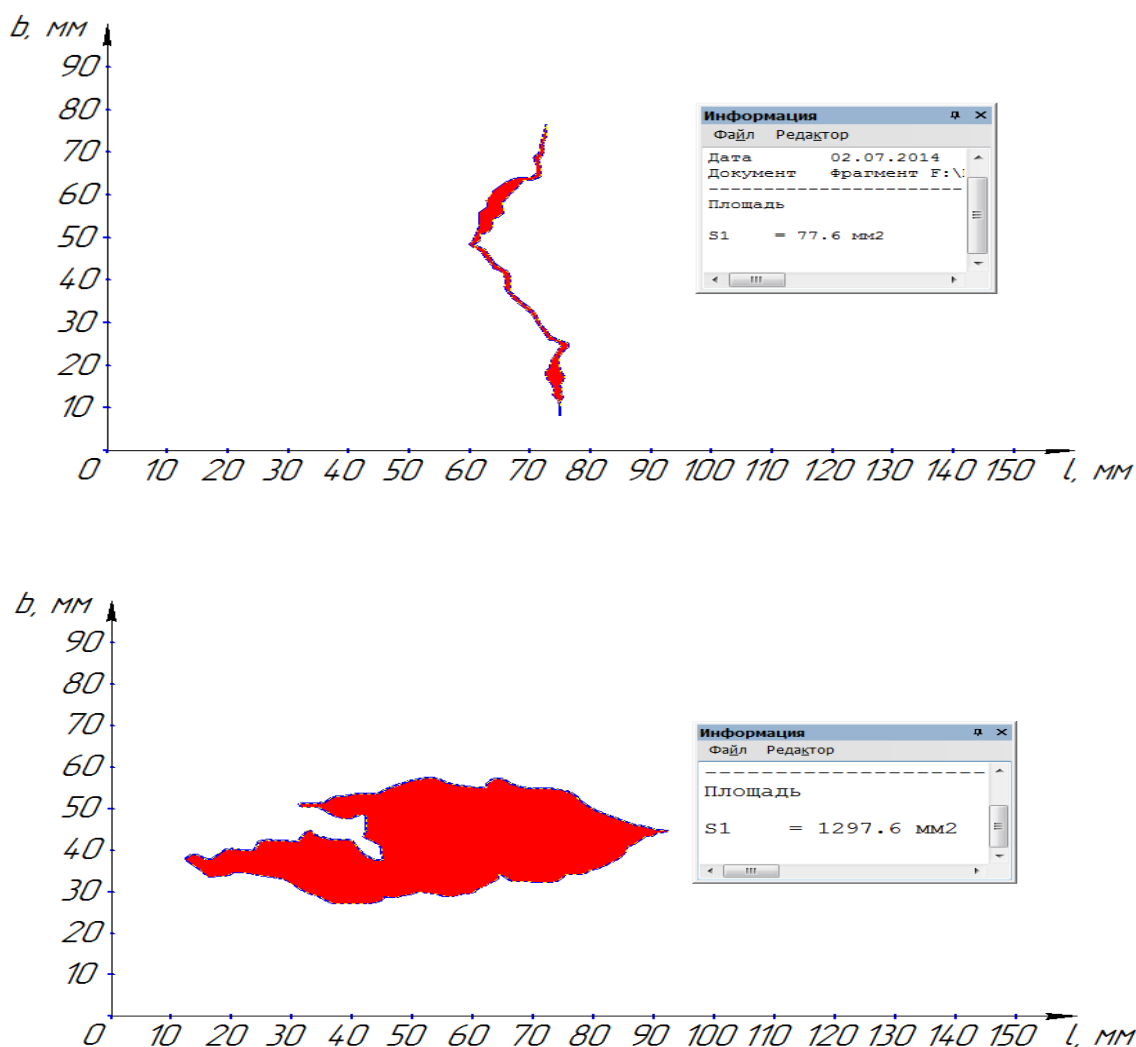 b, мм
90
80
70
60
50
40
30
20
10
0 10 20 30 40 50 60 70 80 90 100 110 120 130 140 150 l, мм
Информация
Файл Редактор
Дата 02.07.2014
Документ Фрагмент F:\
-----------------------
Площадь
S1 = 77.6 мм2
b, мм
90
80
70
60
50
40
30
20
10
0 10 20 30 40 50 60 70 80 90 100 110 120 130 140 150 l, мм
Информация
Файл Редактор
--------------------
Площадь
S1 = 1297.6 мм2